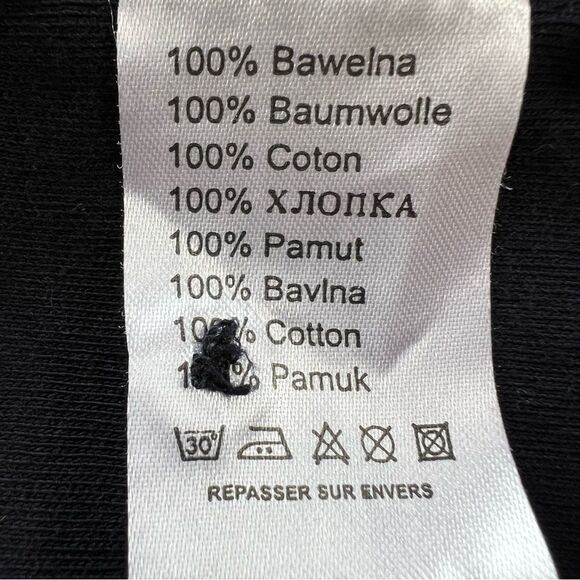 100% Bawelna
100% Baumwolle
100% Coton
100% ХЛОПКА
100% Pamut
100% Bavlna
Cotton
Pamuk
30°
REPASSER SUR ENVERS